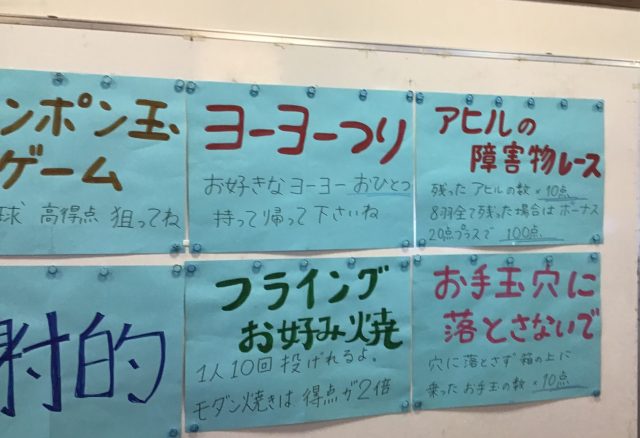 ンポン玉
ゲーム
球 高得点 狙ってね
ヨーヨーつり
お好きなヨーヨー おひとつ
持って帰って下さいね
アヒルの
障害物レース
残ったアヒルの数×10点
8羽全て残った場合はボーナス
20点プラスで 100点
射的
フライング
お好み焼
1人10回投げれるよ。
モダン焼きは得点が2倍
お手玉穴に
落とさないで
穴に落とさず箱の上に
乗ったお手玉の数×10点